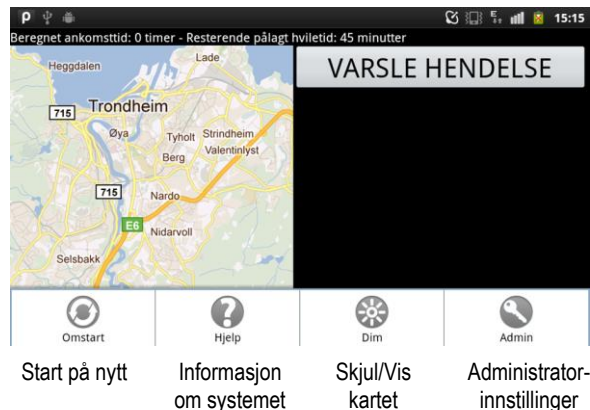 15:15
Beregnet ankomsttid: 0 timer - Resterende pålagt hviletid: 45 minutter
VARSLE HENDELSE
Heggdalen
Lade
Trondheim
715
Øya
Tyholt
Strindheim
Valentinlyst
Berg
715
Nardo
E6
Nidarvoll
Selsbakk
Omstart
Hjelp
Dim
Admin
Start på nytt
Informasjon
om systemet
Skjul/Vis
kartet
Administrator-
innstillinger